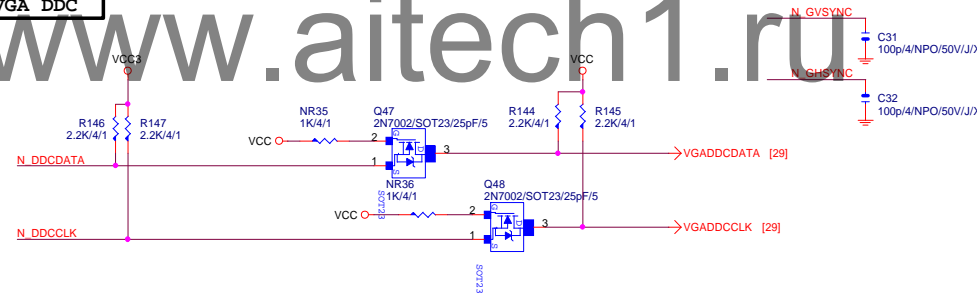 VGA DDC
www.aitech1.ru
N_GVSYNC
C31
100p/4/NPO/50V/J/X
N_GHSYNC
C32
100p/4/NPO/50V/J/X
VCC3
VCC
R146
2.2K/4/1
R147
2.2K/4/1
NR35
1K/4/1
Q47
2N7002/SOT23/25pF/5
R144
2.2K/4/1
R145
2.2K/4/1
VCC
2
G
D
S
3
1
N_DDCDATA
VGADDCDATA [29]
SOT23
NR36
1K/4/1
Q48
2N7002/SOT23/25pF/5
VCC
2
G
D
S
3
1
N_DDCCLK
VGADDCCLK [29]
SOT23